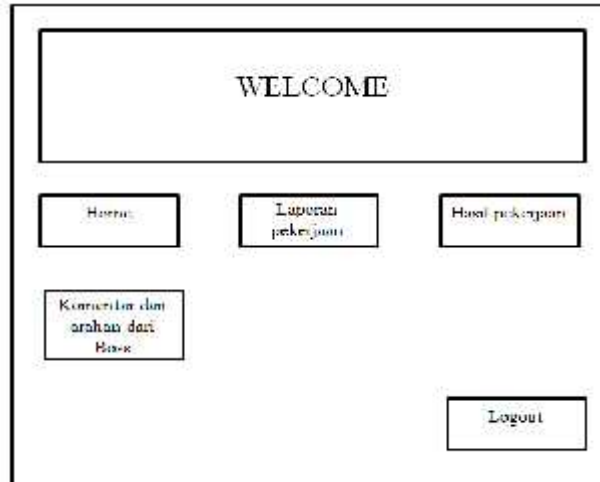 WELCOME
Home
Laporan
pekerjaan
Hasil pekerjaan
Komentar dan
arahan dari
Boss
Logout